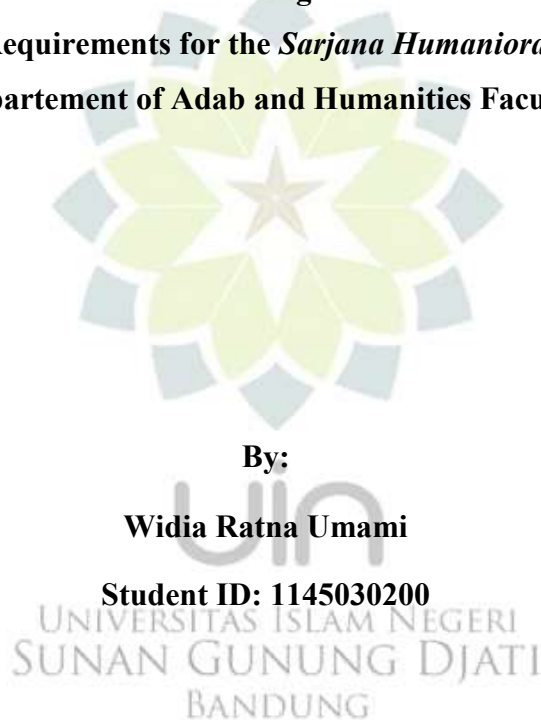 Requirements for the Sarjana Humaniora
partement of Adab and Humanities Facu
By:
uin
Widia Ratna Umami
Student ID: 1145030200
UNIVERSITAS ISLAM NEGERI
SUNAN GUNUNG DJATI
BANDUNG